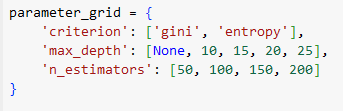 parameter_grid = {
    'criterion': ['gini', 'entropy'],
    'max_depth': [None, 10, 15, 20, 25],
    'n_estimators': [50, 100, 150, 200]
}